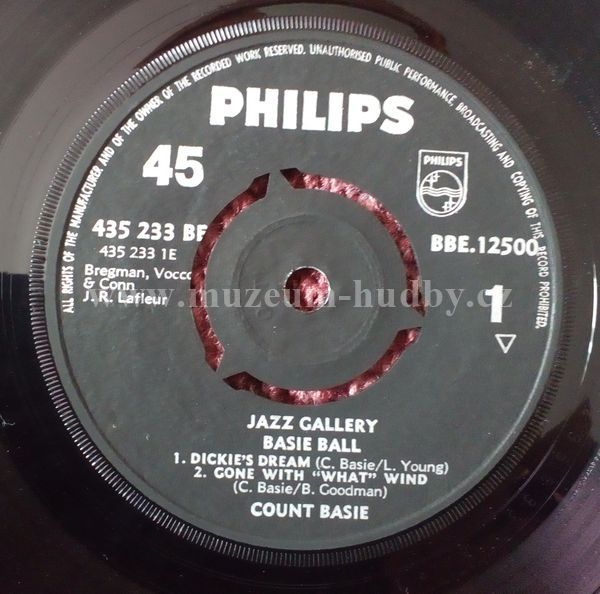 ALL RIGHTS OF THE MANUFACTURER AND OF THE OWNER OF THE RECORDED WORK RESERVED. UNAUTHORISED PUBLIC PERFORMANCE, BROADCASTING AND COPYING OF THIS RECORD PROHIBITED.
PHILIPS
45
PHILIPS
435 233 BE
435 233 1E
BBE.12500
Bregman, Vocco
& Conn
J. R. Lafleur
1
www.muzeum-hudby.cz
JAZZ GALLERY
BASIE BALL
1. DICKIE'S DREAM (C. Basie/L. Young)
2. GONE WITH "WHAT" WIND
(C. Basie/B. Goodman)
COUNT BASIE